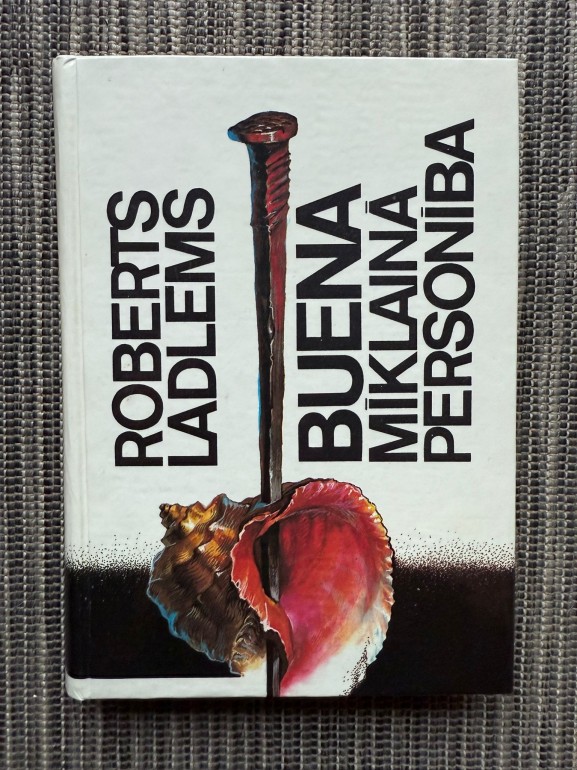 ROBERTS
LADLEMS
BUENA
MĪKLAINĀ
PERSONĪBA